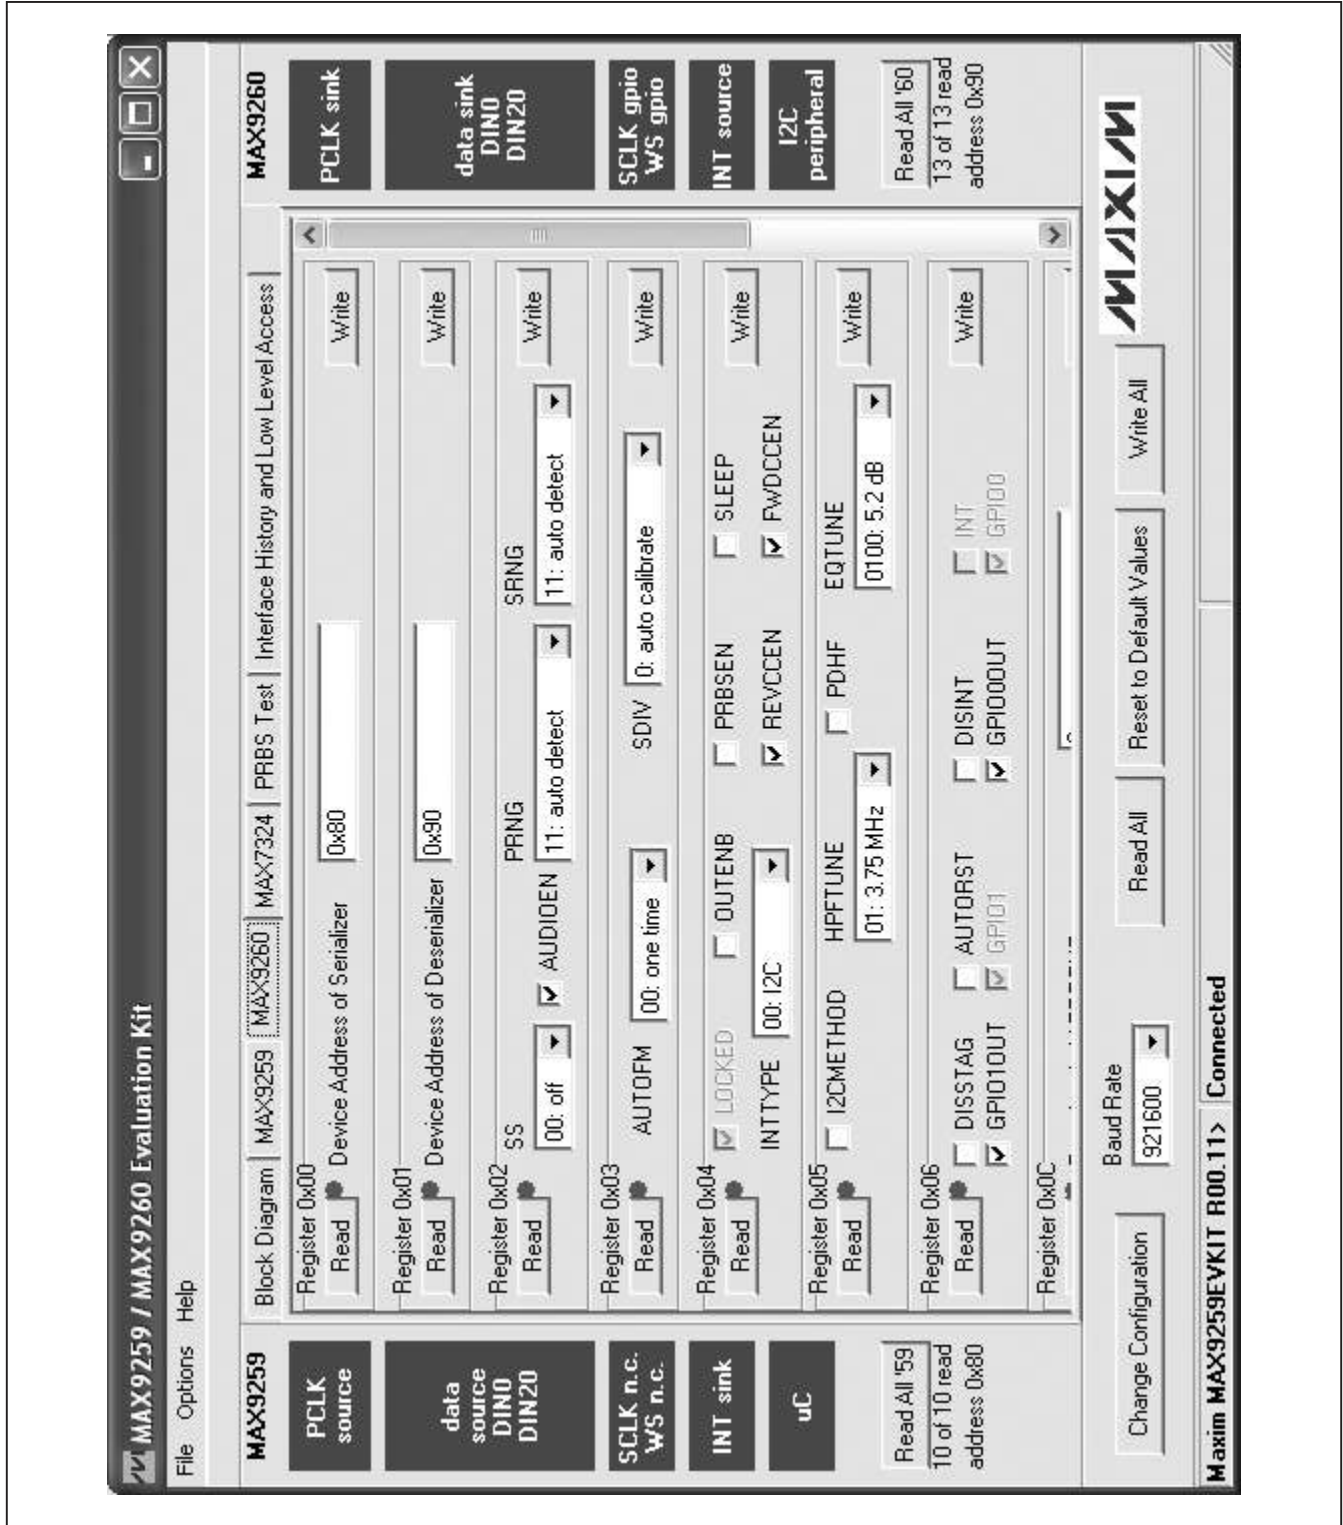 MAX9259 / MAX9260 Evaluation Kit
File Options Help
MAX9259
PCLK
source
data
source
DIN0
DIN20
SCLK n.c.
WS n.c.
INT sink
uC
Read All '59
10 of 10 read
address 0x80
Block Diagram MAX9259 MAX9260 MAX7324 PRBS Test Interface History and Low Level Access
Register 0x00
Read Device Address of Serializer 0x80 Write
Register 0x01
Read Device Address of Deserializer 0x90 Write
Register 0x02
SS PRNG SRNG
Read 00: off AUDIOEN 11: auto detect 11: auto detect Write
Register 0x03
Read AUTOFM 00: one time SDIV 0: auto calibrate Write
Register 0x04
Read LOCKED OUTENB PRBSEN SLEEP Write
INTTYPE 00: I2C REVCCEN FWDCCEN
Register 0x05
Read I2CMETHOD HPFTUNE PDHF EQTUNE Write
01: 3.75 MHz 0100: 5.2 dB
Register 0x06
Read DISSTAG AUTORST DISINT INT Write
GPIO1OUT GPIO1 GPIO0OUT GPIO0
Register 0x0C
MAX9260
PCLK sink
data sink
DIN0
DIN20
SCLK gpio
WS gpio
INT source
I2C
peripheral
Read All '60
13 of 13 read
address 0x90
Change Configuration
Baud Rate
921600
Read All Reset to Default Values Write All
MAXIM
Maxim MAX9259EVKIT R00.11> Connected